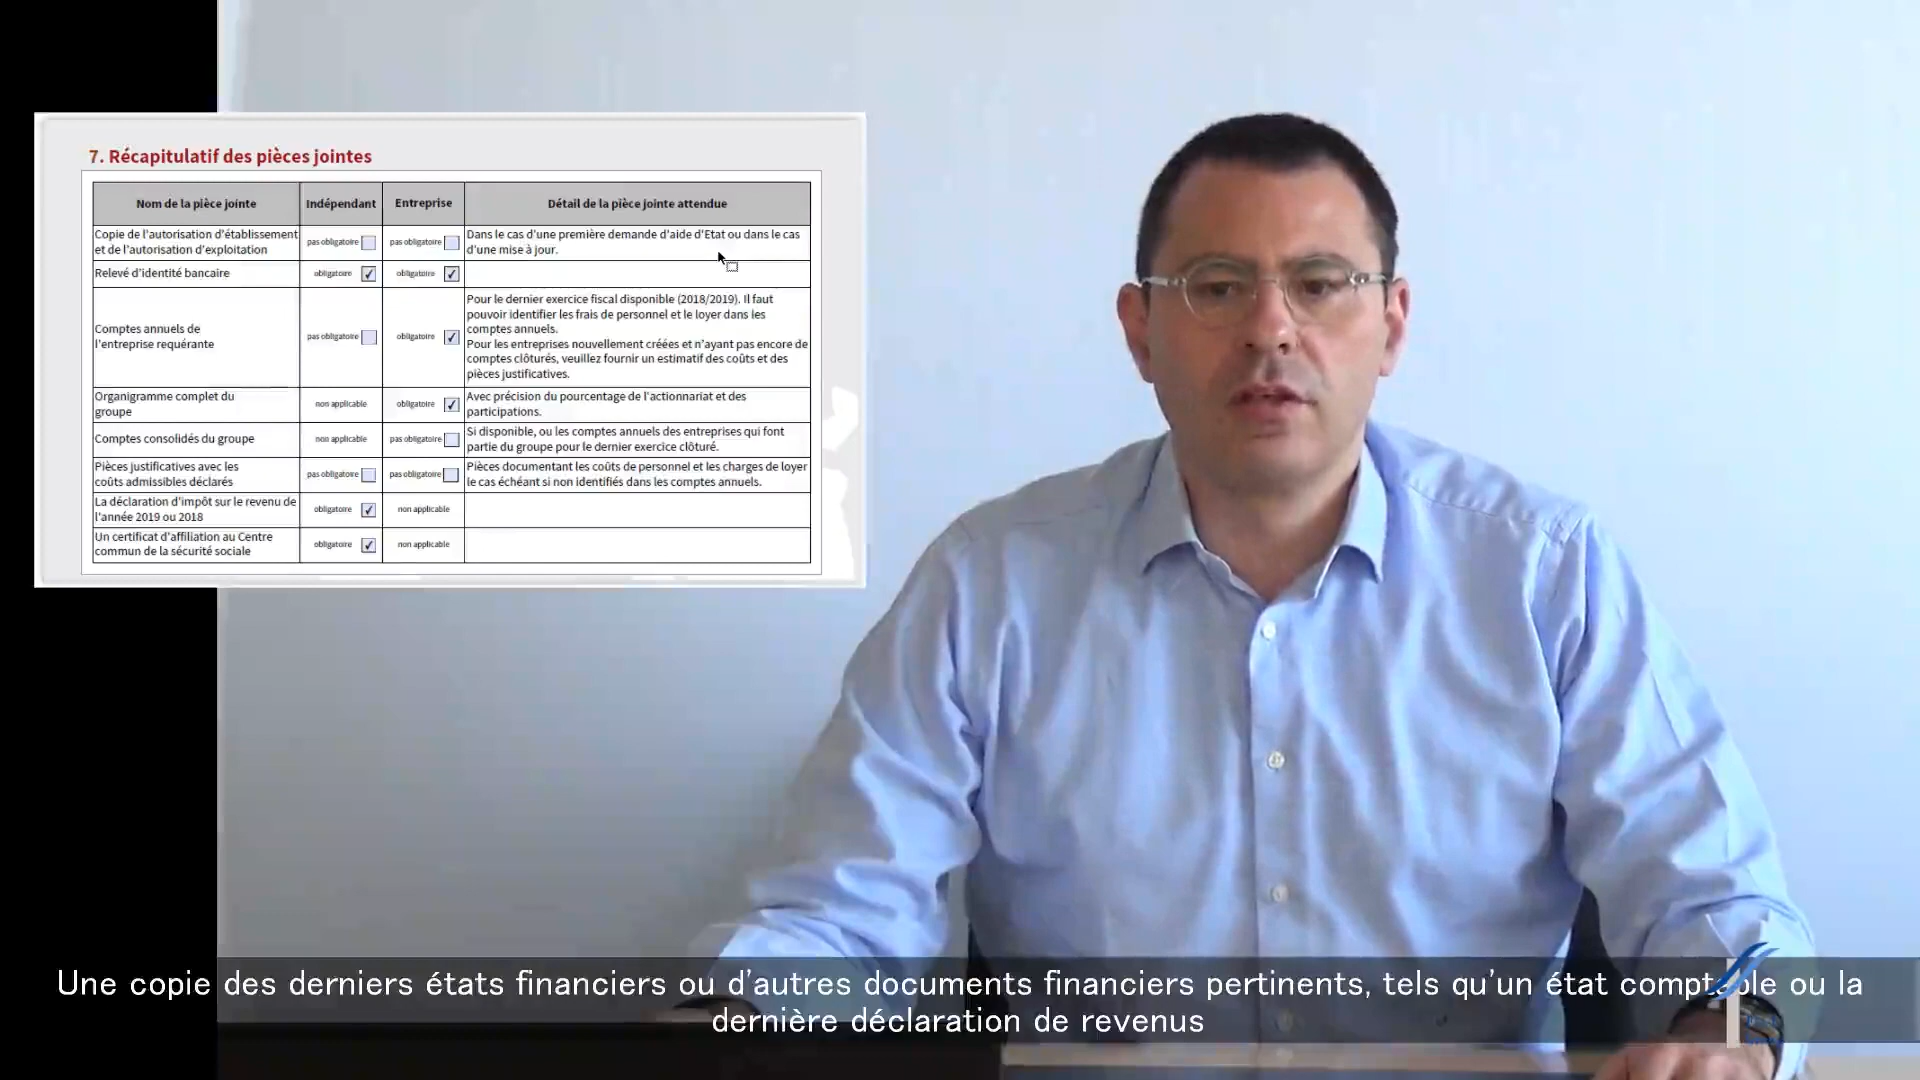 7. Récapitulatif des pièces jointes
Nom de la pièce jointe
Indépendant
Entreprise
Détail de la pièce jointe attendue
Copie de l'autorisation d'établissement
et de l'autorisation d'exploitation
pas obligatoire
pas obligatoire
Dans le cas d'une première demande d'aide d'Etat ou dans le cas
d'une mise à jour.
Relevé d'identité bancaire
obligatoire
obligatoire
Comptes annuels de
l'entreprise requérante
pas obligatoire
obligatoire
Pour le dernier exercice fiscal disponible (2018/2019). Il faut
pouvoir identifier les frais de personnel et le loyer dans les
comptes annuels.
Pour les entreprises nouvellement créées et n'ayant pas encore de
comptes clôturés, veuillez fournir un estimatif des coûts et des
pièces justificatives.
Organigramme complet du
groupe
non applicable
obligatoire
Avec précision du pourcentage de l'actionnariat et des
participations.
Comptes consolidés du groupe
non applicable
pas obligatoire
Si disponible, ou les comptes annuels des entreprises qui font
partie du groupe pour le dernier exercice clôturé.
Pièces justificatives avec les
coûts admissibles déclarés
pas obligatoire
pas obligatoire
Pièces documentant les coûts de personnel et les charges de loyer
le cas échéant si non identifiés dans les comptes annuels.
La déclaration d'impôt sur le revenu de
l'année 2019 ou 2018
obligatoire
non applicable
Un certificat d'affiliation au Centre
commun de la sécurité sociale
obligatoire
non applicable
Une copie des derniers états financiers ou d'autres documents financiers pertinents, tels qu'un état comptable ou la
dernière déclaration de revenus